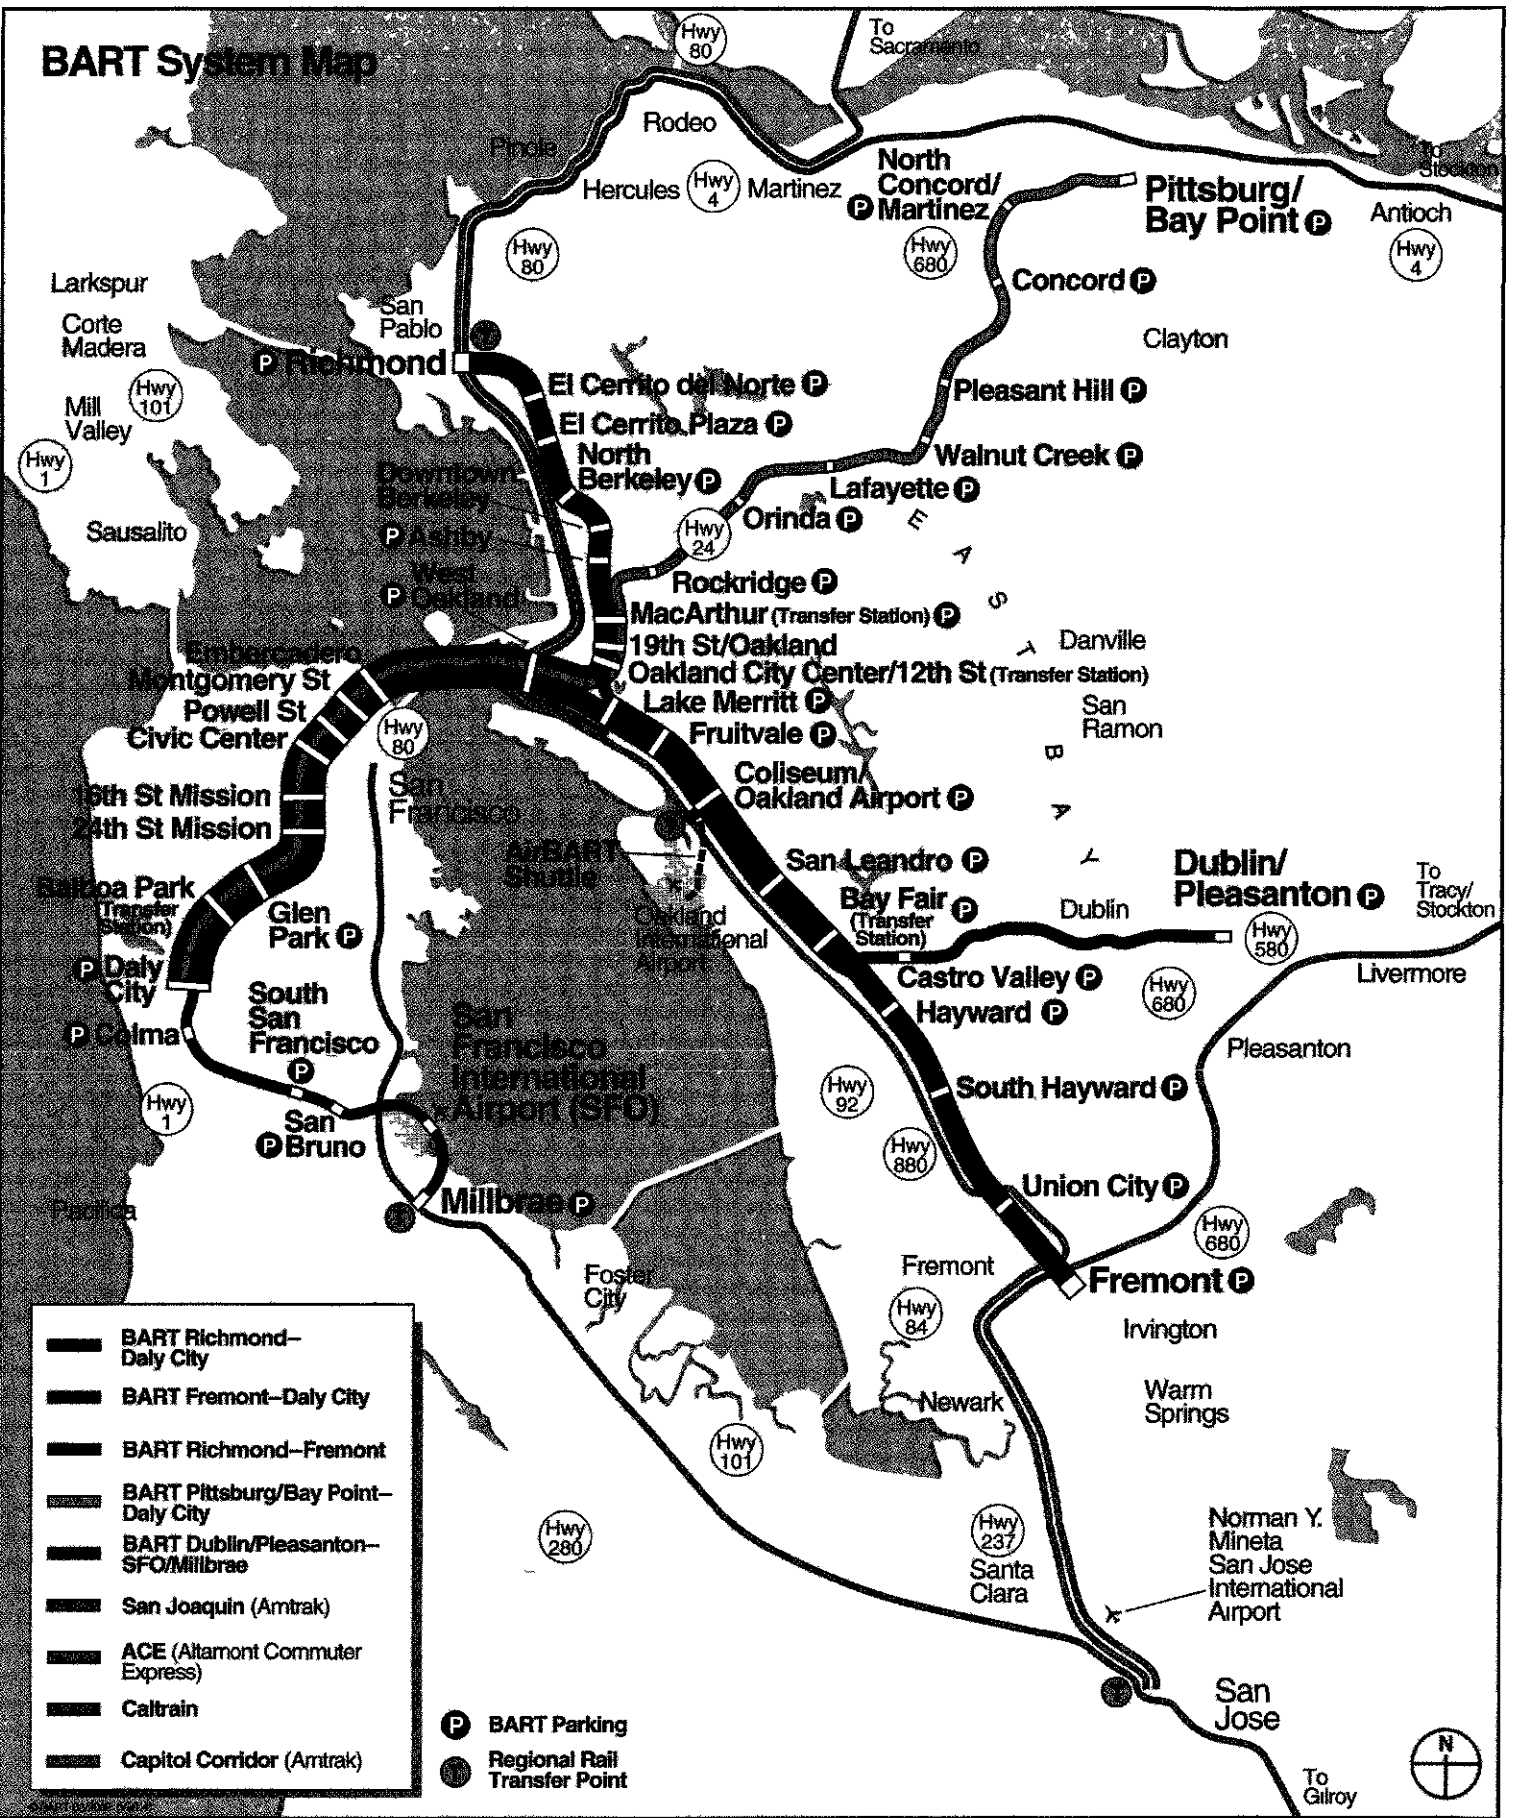 BART System Map
Hwy
80
To
Sacramento
Rodeo
Pinole
Hercules
Hwy
4
Martinez
North
Concord/
P Martinez
Pittsburg/
Bay Point P
To
Stockton
Antioch
Hwy
4
Hwy
80
Hwy
680
Concord P
Clayton
Larkspur
Corte
Madera
San
Pablo
T
P Richmond
Hwy
101
Mill
Valley
Hwy
1
Sausalito
El Cerrito del Norte P
El Cerrito Plaza P
North
Berkeley P
Pleasant Hill P
Walnut Creek P
Lafayette P
Orinda P
Hwy
24
Downtown
Berkeley
P Ashby
West
P Oakland
Rockridge P
MacArthur (Transfer Station) P
19th St/Oakland
Oakland City Center/12th St (Transfer Station)
Lake Merritt P
Fruitvale P
Coliseum/
Oakland Airport P
EAST BAY
Danville
San
Ramon
Embarcadero
Montgomery St
Powell St
Civic Center
Hwy
80
16th St Mission
24th St Mission
San
Francisco
T
AirBART
Shuttle
Oakland
International
Airport
San Leandro P
Bay Fair P
(Transfer
Station)
Dublin
Dublin/
Pleasanton P
Hwy
580
To
Tracy/
Stockton
Livermore
Castro Valley P
Hwy
680
Hayward P
Pleasanton
Balboa Park
(Transfer
Station)
Glen
Park P
P Daly
City
P Colma
South
San
Francisco
P
San
Francisco
International
Airport (SFO)
Hwy
1
San
P Bruno
Pacifica
Millbrae P
T
Hwy
92
South Hayward P
Hwy
880
Union City P
Hwy
680
Fremont
Fremont P
Hwy
84
Irvington
Foster
City
Newark
Warm
Springs
Hwy
101
Hwy
280
Hwy
237
Santa
Clara
Norman Y.
Mineta
San Jose
International
Airport
T
San
Jose
To
Gilroy
N
BART Richmond–
Daly City
BART Fremont–Daly City
BART Richmond–Fremont
BART Pittsburg/Bay Point–
Daly City
BART Dublin/Pleasanton–
SFO/Millbrae
San Joaquin (Amtrak)
ACE (Altamont Commuter
Express)
Caltrain
Capitol Corridor (Amtrak)
P BART Parking
T Regional Rail
Transfer Point